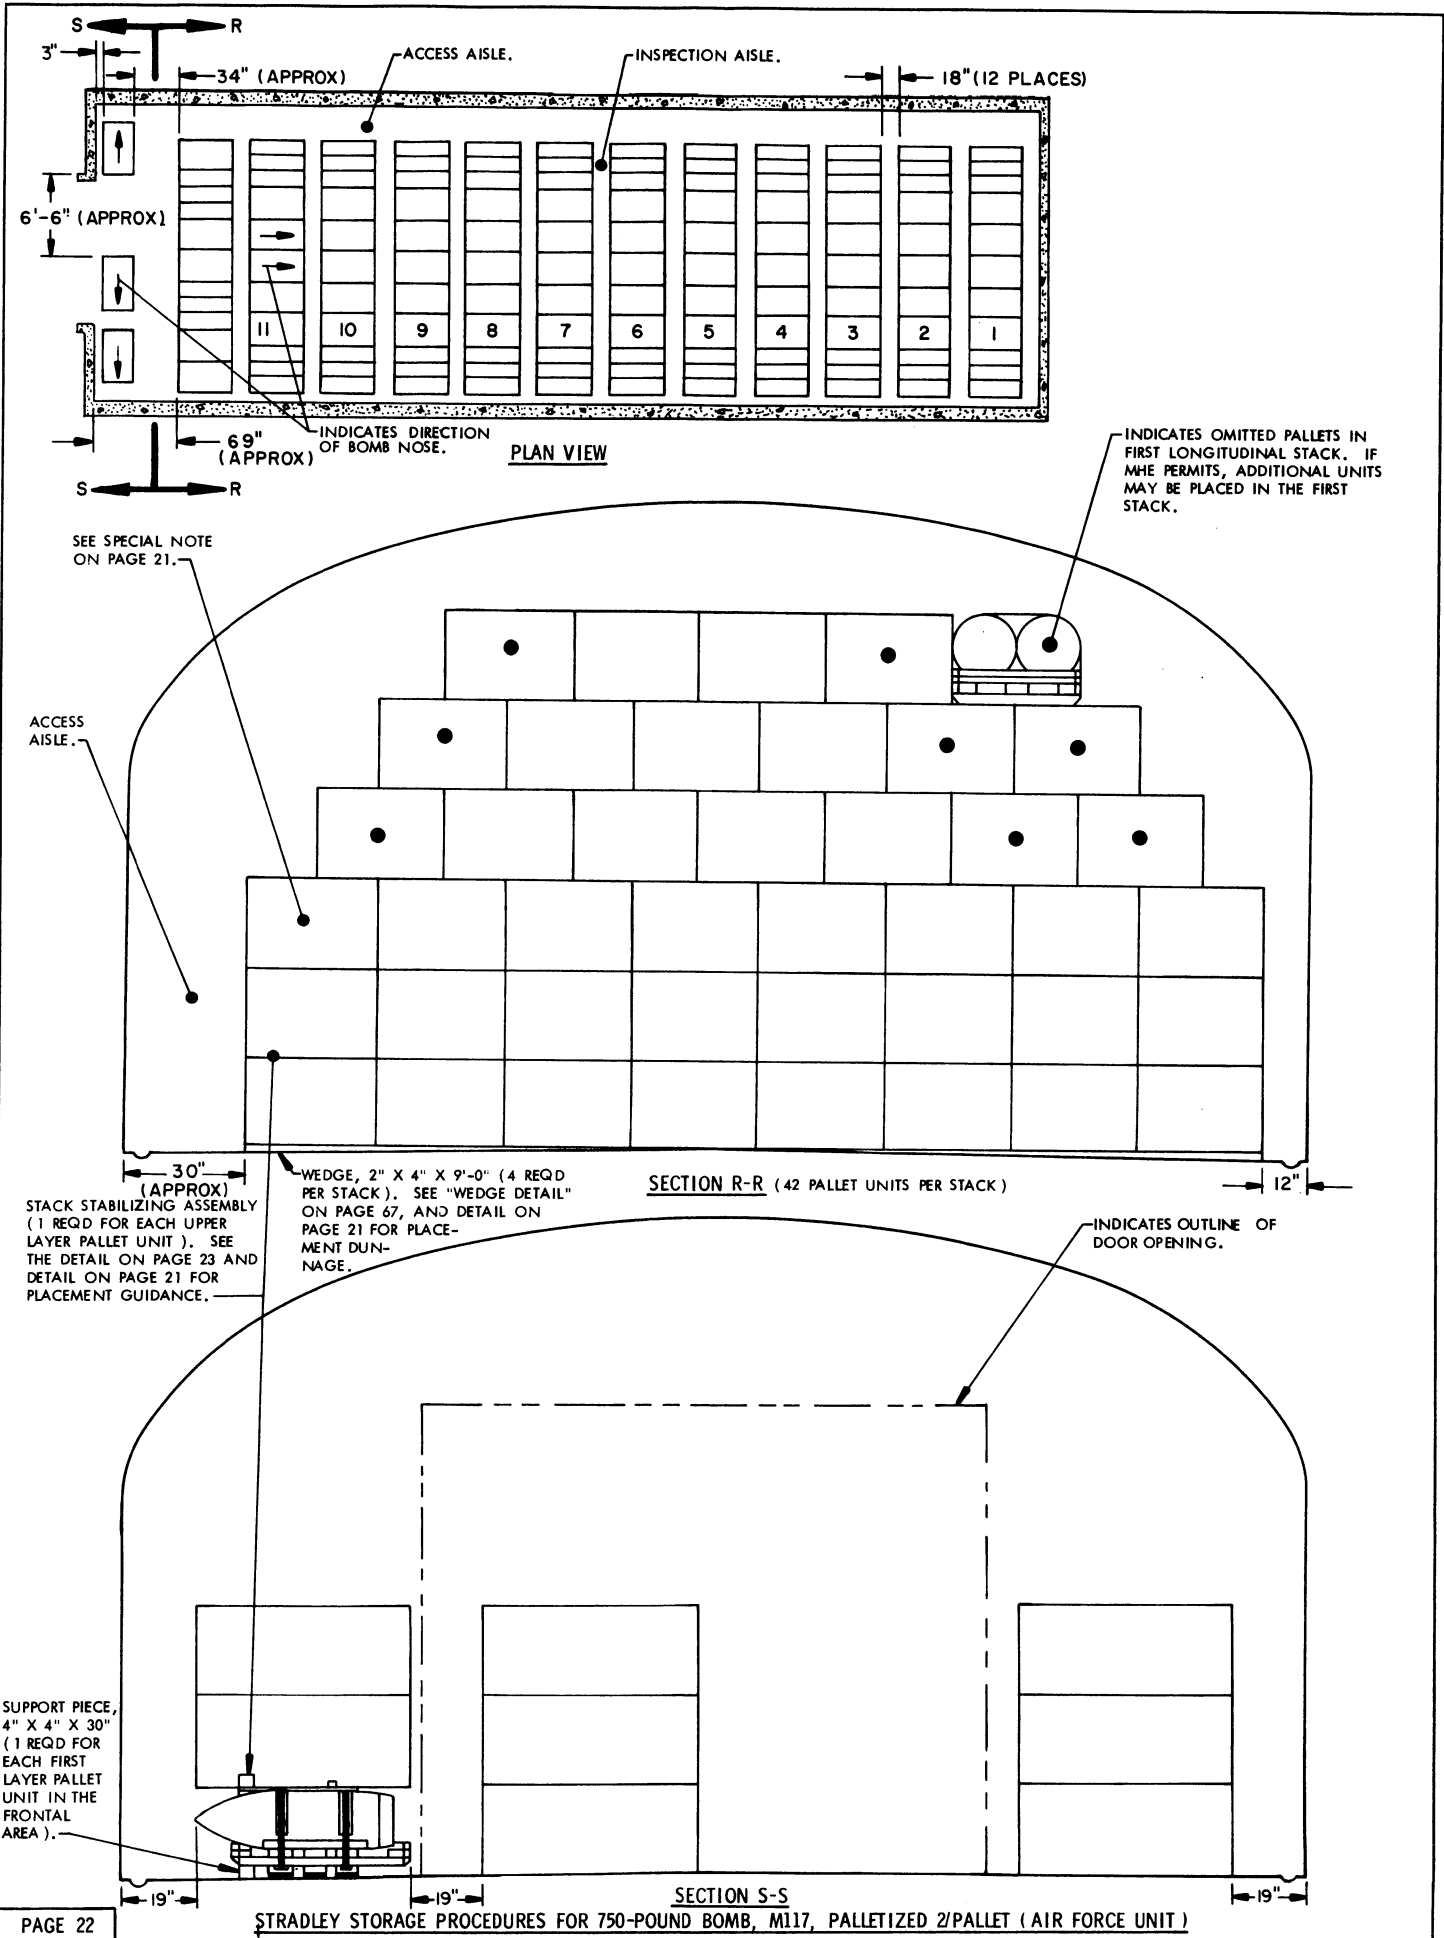 S R
3"
34" (APPROX)
ACCESS AISLE.
INSPECTION AISLE.
18" (12 PLACES)
6'-6" (APPROX)
11 10 9 8 7 6 5 4 3 2 1
69"
(APPROX)
INDICATES DIRECTION
OF BOMB NOSE.
PLAN VIEW
S R
INDICATES OMITTED PALLETS IN
FIRST LONGITUDINAL STACK. IF
MHE PERMITS, ADDITIONAL UNITS
MAY BE PLACED IN THE FIRST
STACK.
SEE SPECIAL NOTE
ON PAGE 21.
ACCESS
AISLE.
30"
(APPROX)
STACK STABILIZING ASSEMBLY
(1 REQD FOR EACH UPPER
LAYER PALLET UNIT). SEE
THE DETAIL ON PAGE 23 AND
DETAIL ON PAGE 21 FOR
PLACEMENT GUIDANCE.
WEDGE, 2" X 4" X 9'-0" (4 REQD
PER STACK). SEE "WEDGE DETAIL"
ON PAGE 67, AND DETAIL ON
PAGE 21 FOR PLACE-
MENT DUN-
NAGE.
SECTION R-R (42 PALLET UNITS PER STACK)
12"
INDICATES OUTLINE OF
DOOR OPENING.
SUPPORT PIECE,
4" X 4" X 30"
(1 REQD FOR
EACH FIRST
LAYER PALLET
UNIT IN THE
FRONTAL
AREA).
19"
19"
19"
SECTION S-S
PAGE 22
STRADLEY STORAGE PROCEDURES FOR 750-POUND BOMB, M117, PALLETIZED 2/PALLET (AIR FORCE UNIT)